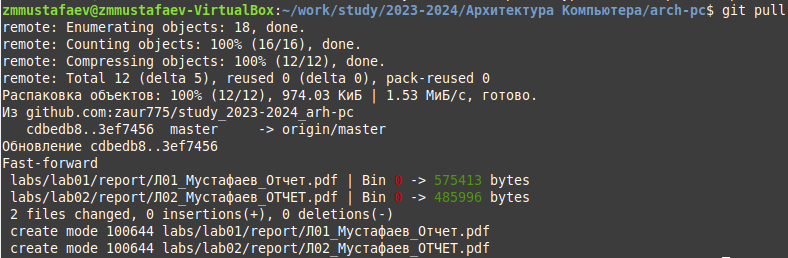 zmmustafaev@zmmustafaev-VirtualBox:~/work/study/2023-2024/Архитектура Компьютера/arch-pc$ git pull
remote: Enumerating objects: 18, done.
remote: Counting objects: 100% (16/16), done.
remote: Compressing objects: 100% (12/12), done.
remote: Total 12 (delta 5), reused 0 (delta 0), pack-reused 0
Распаковка объектов: 100% (12/12), 974.03 КиБ | 1.53 МиБ/с, готово.
Из github.com:zaur775/study_2023-2024_arh-pc
   cdbedb8..3ef7456  master     -> origin/master
Обновление cdbedb8..3ef7456
Fast-forward
 labs/lab01/report/Л01_Мустафаев_Отчет.pdf | Bin 0 -> 575413 bytes
 labs/lab02/report/Л02_Мустафаев_ОТЧЕТ.pdf | Bin 0 -> 485996 bytes
 2 files changed, 0 insertions(+), 0 deletions(-)
 create mode 100644 labs/lab01/report/Л01_Мустафаев_Отчет.pdf
 create mode 100644 labs/lab02/report/Л02_Мустафаев_ОТЧЕТ.pdf